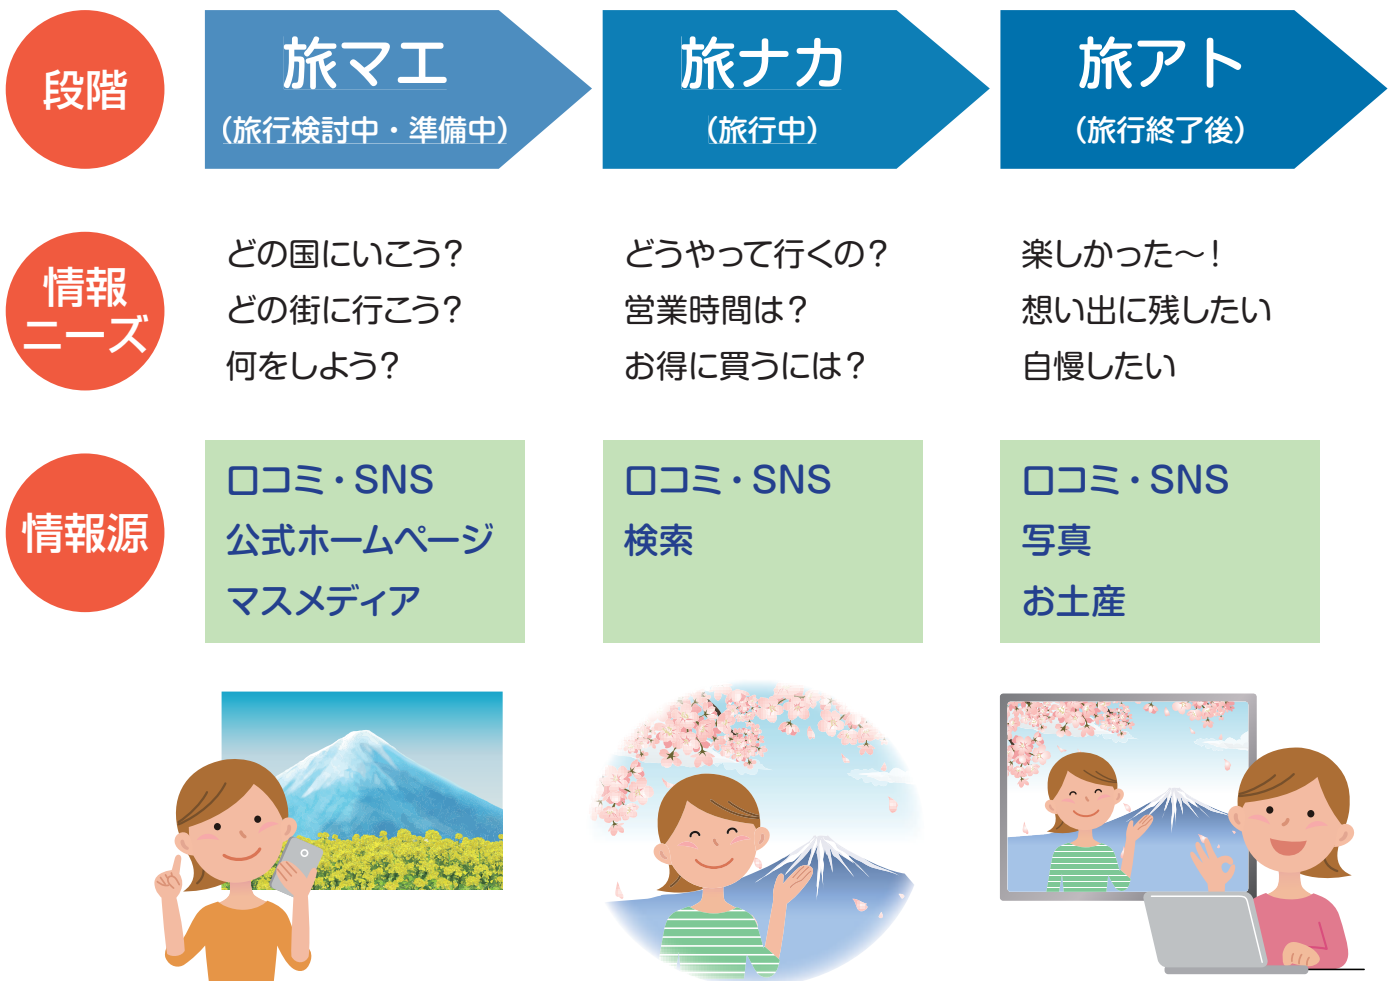 段階
旅マエ
（旅行検討中・準備中）
旅ナカ
（旅行中）
旅アト
（旅行終了後）
情報
ニーズ
どの国にいこう？
どの街に行こう？
何をしよう？
どうやって行くの？
営業時間は？
お得に買うには？
楽しかった～！
想い出に残したい
自慢したい
情報源
口コミ・SNS
公式ホームページ
マスメディア
口コミ・SNS
検索
口コミ・SNS
写真
お土産